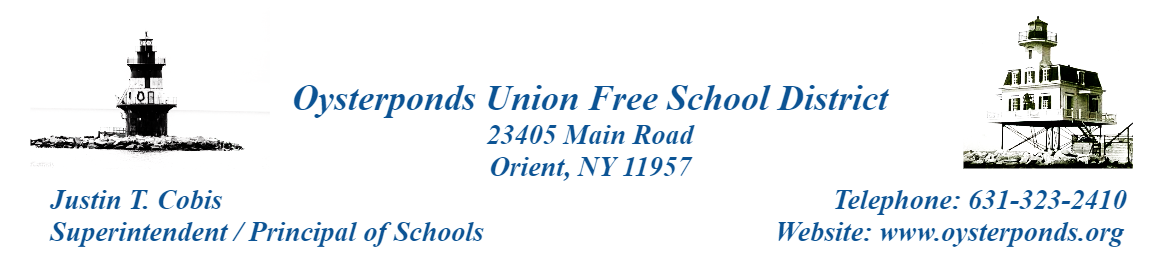 Oysterponds Union Free School District
23405 Main Road
Orient, NY 11957
Justin T. Cobis
Superintendent / Principal of Schools
Telephone: 631-323-2410
Website: www.oysterponds.org